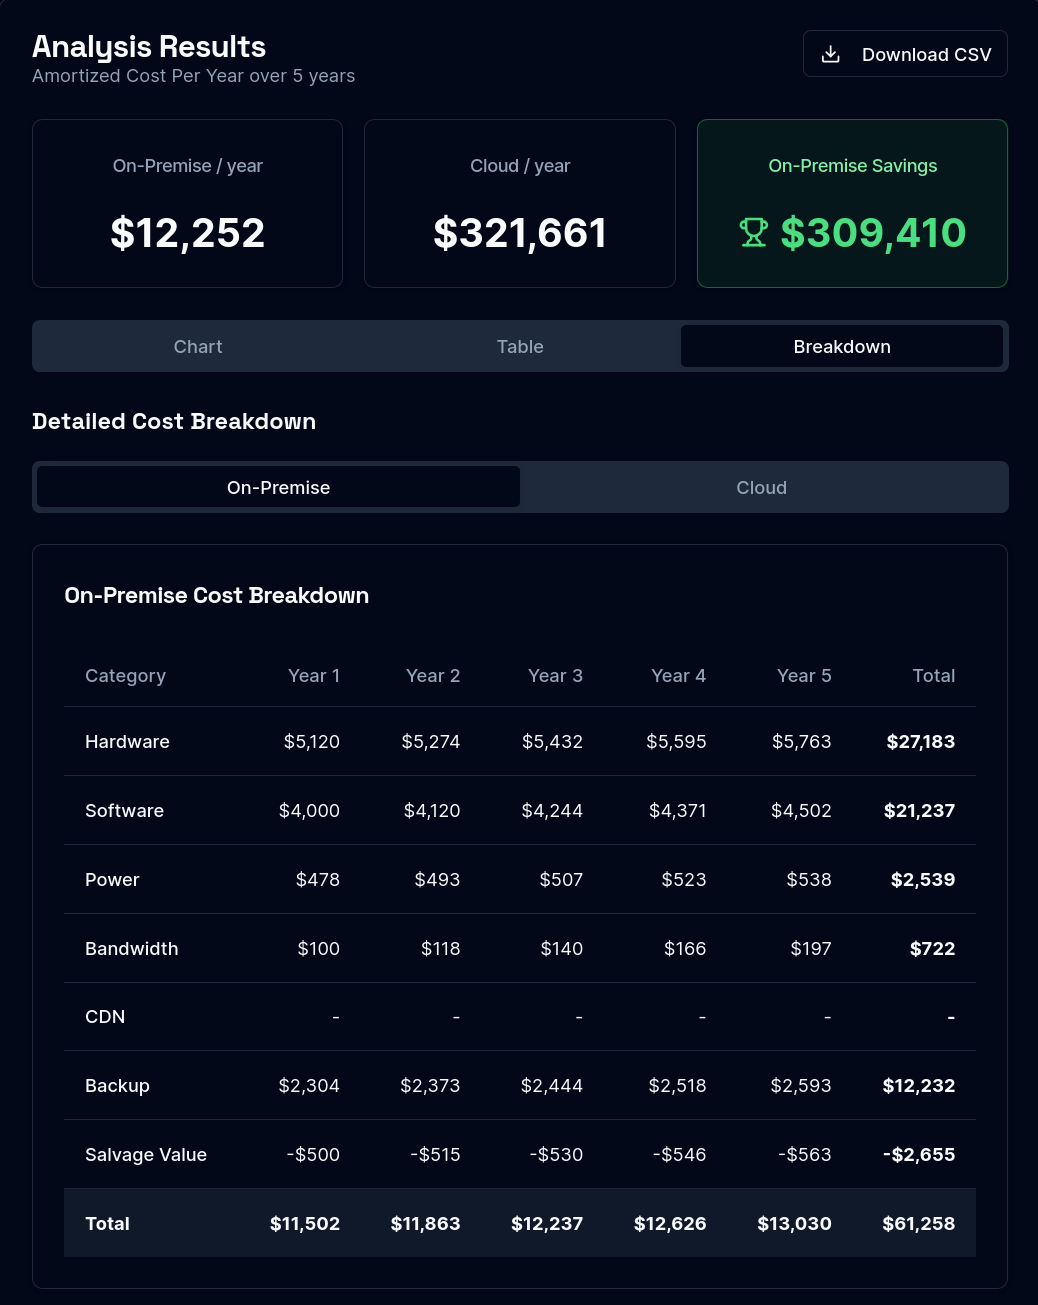 Analysis Results
Amortized Cost Per Year over 5 years
Download CSV
On-Premise / year
$12,252
Cloud / year
$321,661
On-Premise Savings
$309,410
Chart Table Breakdown
Detailed Cost Breakdown
On-Premise Cloud
On-Premise Cost Breakdown
Category Year 1 Year 2 Year 3 Year 4 Year 5 Total
Hardware $5,120 $5,274 $5,432 $5,595 $5,763 $27,183
Software $4,000 $4,120 $4,244 $4,371 $4,502 $21,237
Power $478 $493 $507 $523 $538 $2,539
Bandwidth $100 $118 $140 $166 $197 $722
CDN - - - - - -
Backup $2,304 $2,373 $2,444 $2,518 $2,593 $12,232
Salvage Value -$500 -$515 -$530 -$546 -$563 -$2,655
Total $11,502 $11,863 $12,237 $12,626 $13,030 $61,258